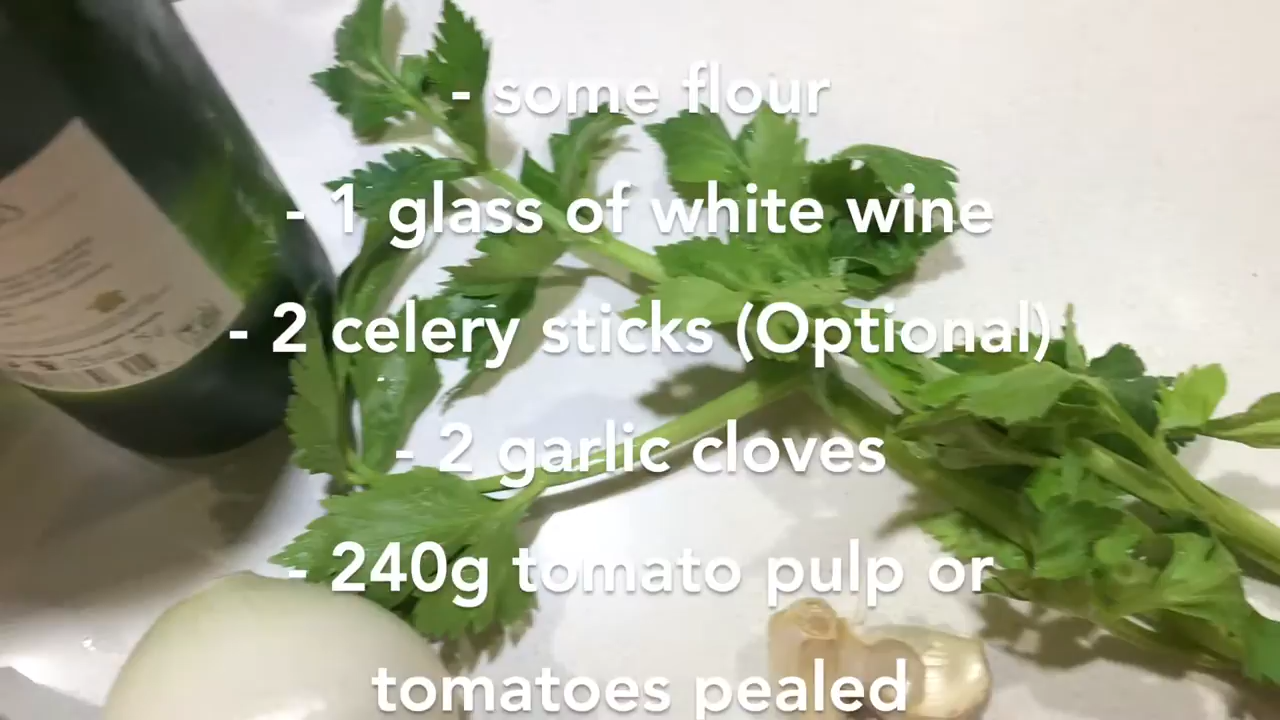 - some flour
- 1 glass of white wine
- 2 celery sticks (Optional)
- 2 garlic cloves
- 240g tomato pulp or
tomatoes pealed